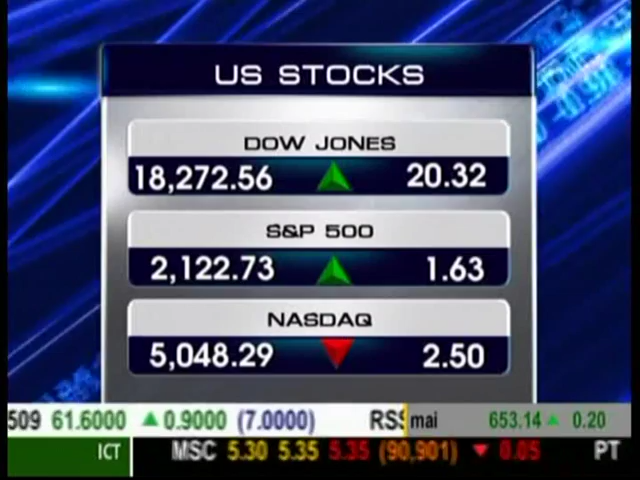 US STOCKS
DOW JONES
18,272.56 20.32
S&P 500
2,122.73 1.63
NASDAQ
5,048.29 2.50
509 61.6000 0.9000 (7.0000) RSS mai 653.14 0.20
ICT MSC 5.30 5.35 5.35 (90,901) 0.05 PT